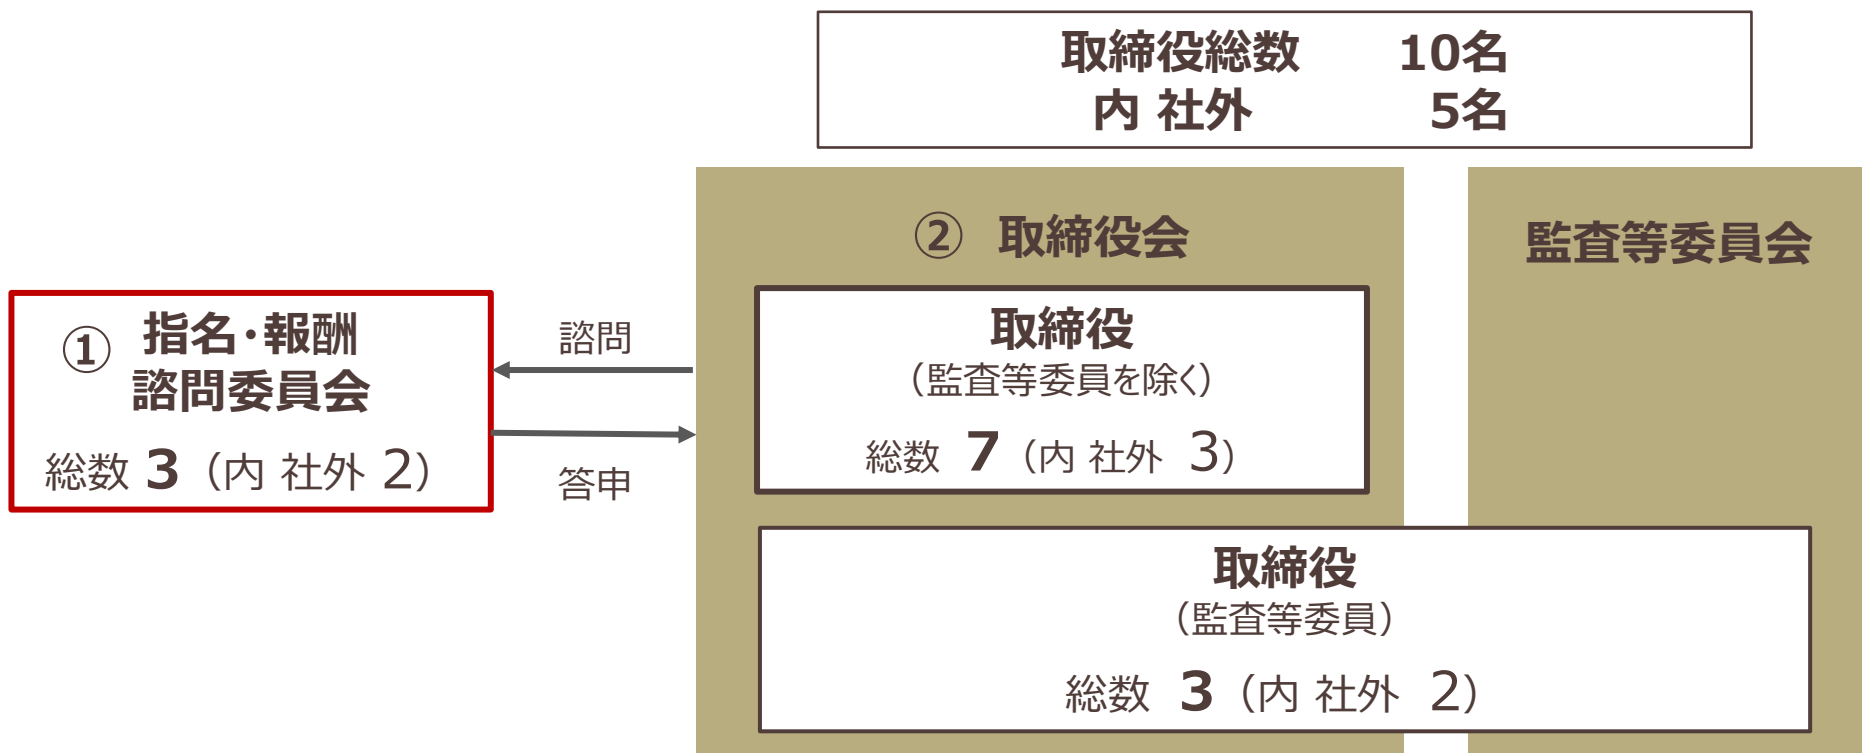 取締役総数 10名
内 社外 5名
② 取締役会
監査等委員会
① 指名・報酬
諮問委員会
総数 3（内 社外 2）
諮問
答申
取締役
（監査等委員を除く）
総数 7（内 社外 3）
取締役
（監査等委員）
総数 3（内 社外 2）